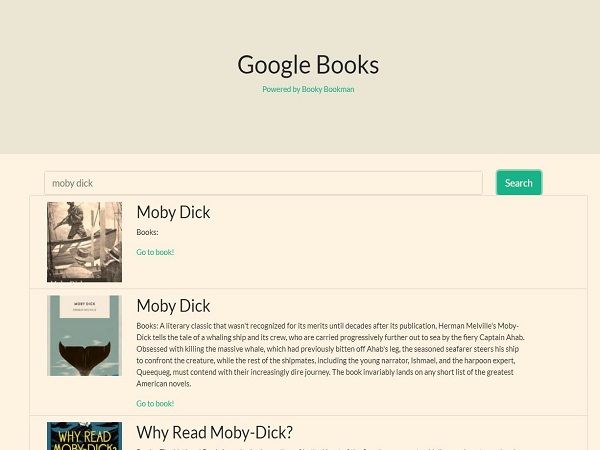 Google Books
Powered by Booky Bookman
moby dick
Search
Moby Dick
Books:
Go to book!
MOBY DICK
Moby Dick
Books: A literary classic that wasn't recognized for its merits until decades after its publication, Herman Melville's Moby-
Dick tells the tale of a whaling ship and its crew, who are carried progressively further out to sea by the fiery Captain Ahab.
Obsessed with killing the massive whale, which had previously bitten off Ahab's leg, the seasoned seafarer steers his ship
to confront the creature, while the rest of the shipmates, including the young narrator, Ishmael, and the harpoon expert,
Queequeg, must contend with their increasingly dire journey. The book invariably lands on any short list of the greatest
American novels.
Go to book!
WHY READ
MOBY-DICK?
Why Read Moby-Dick?